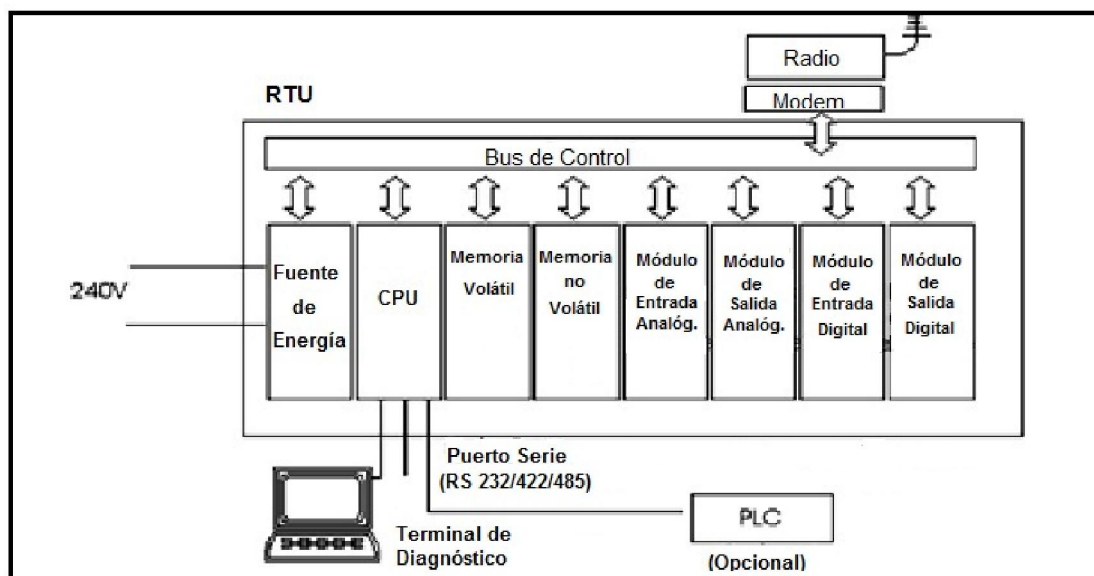 Radio
Modem
RTU
Bus de Control
240V
Fuente
de
Energía
CPU
Memoria
Volátil
Memoria
no
Volátil
Módulo
de
Entrada
Analóg.
Módulo
de
Salida
Analóg.
Módulo
de
Entrada
Digital
Módulo
de
Salida
Digital
Puerto Serie
(RS 232/422/485)
Terminal de
Diagnóstico
PLC
(Opcional)